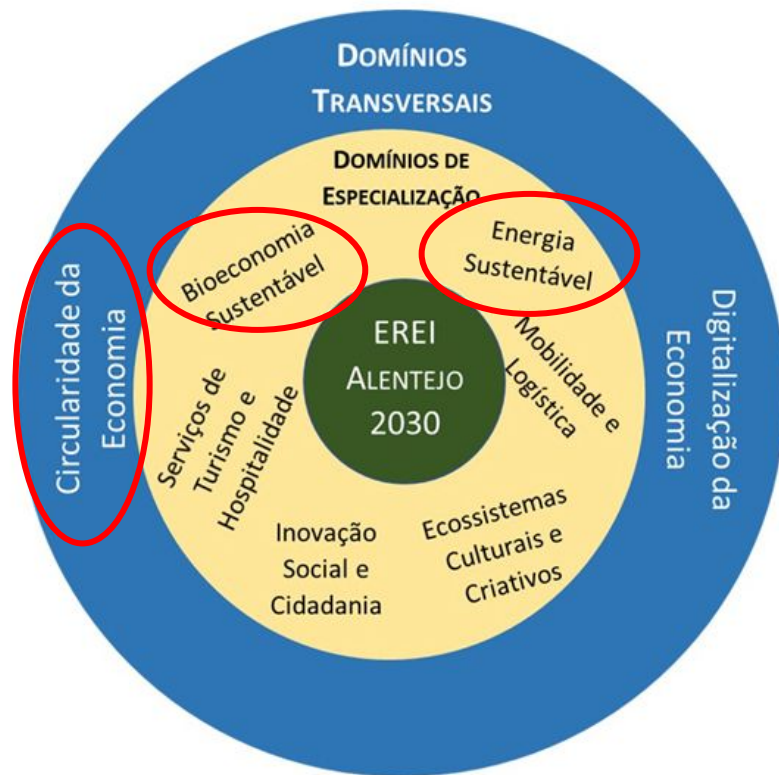 DOMÍNIOS
TRANSVERSAIS
DOMÍNIOS DE
ESPECIALIZAÇÃO
Bioeconomia
Sustentável
Energia
Sustentável
Mobilidade e
Logística
Ecossistemas
Culturais e
Criativos
Inovação
Social e
Cidadania
Serviços de
Turismo e
Hospitalidade
EREI
ALENTEJO
2030
Circularidade da
Economia
Digitalização da
Economia